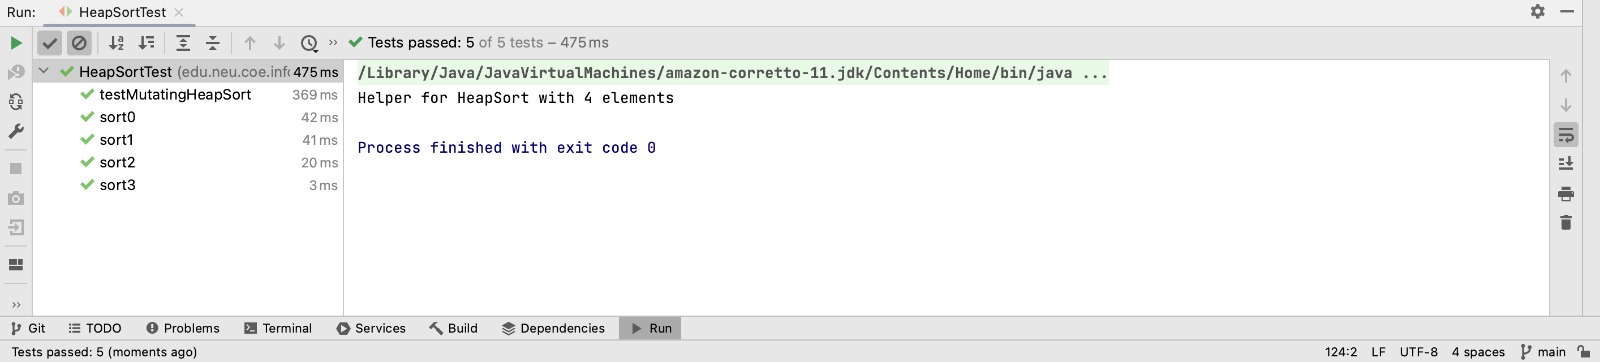 Run: HeapSortTest
Tests passed: 5 of 5 tests – 475 ms
HeapSortTest (edu.neu.coe.info 475 ms
testMutatingHeapSort 369 ms
sort0 42 ms
sort1 41 ms
sort2 20 ms
sort3 3 ms
/Library/Java/JavaVirtualMachines/amazon-corretto-11.jdk/Contents/Home/bin/java ...
Helper for HeapSort with 4 elements
Process finished with exit code 0
Git TODO Problems Terminal Services Build Dependencies Run
Tests passed: 5 (moments ago) 124:2 LF UTF-8 4 spaces main